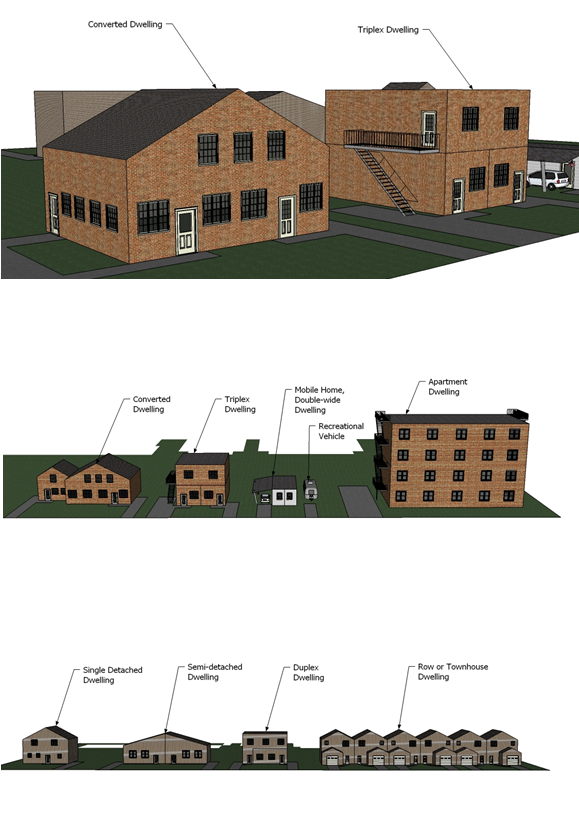 Converted Dwelling
Triplex Dwelling
Converted
Dwelling
Triplex
Dwelling
Mobile Home,
Double-wide
Dwelling
Recreational
Vehicle
Apartment
Dwelling
Single Detached
Dwelling
Semi-detached
Dwelling
Duplex
Dwelling
Row or Townhouse
Dwelling